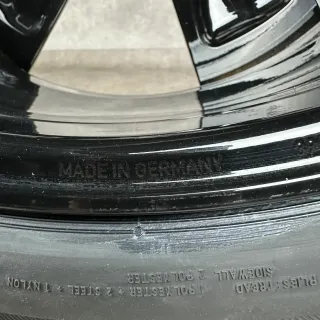 MADE IN GERMANY
PLIES: TREAD:
SIDEWALL 2 POLYESTER
1 POLYESTER + 2 STEEL + 1 NYLON